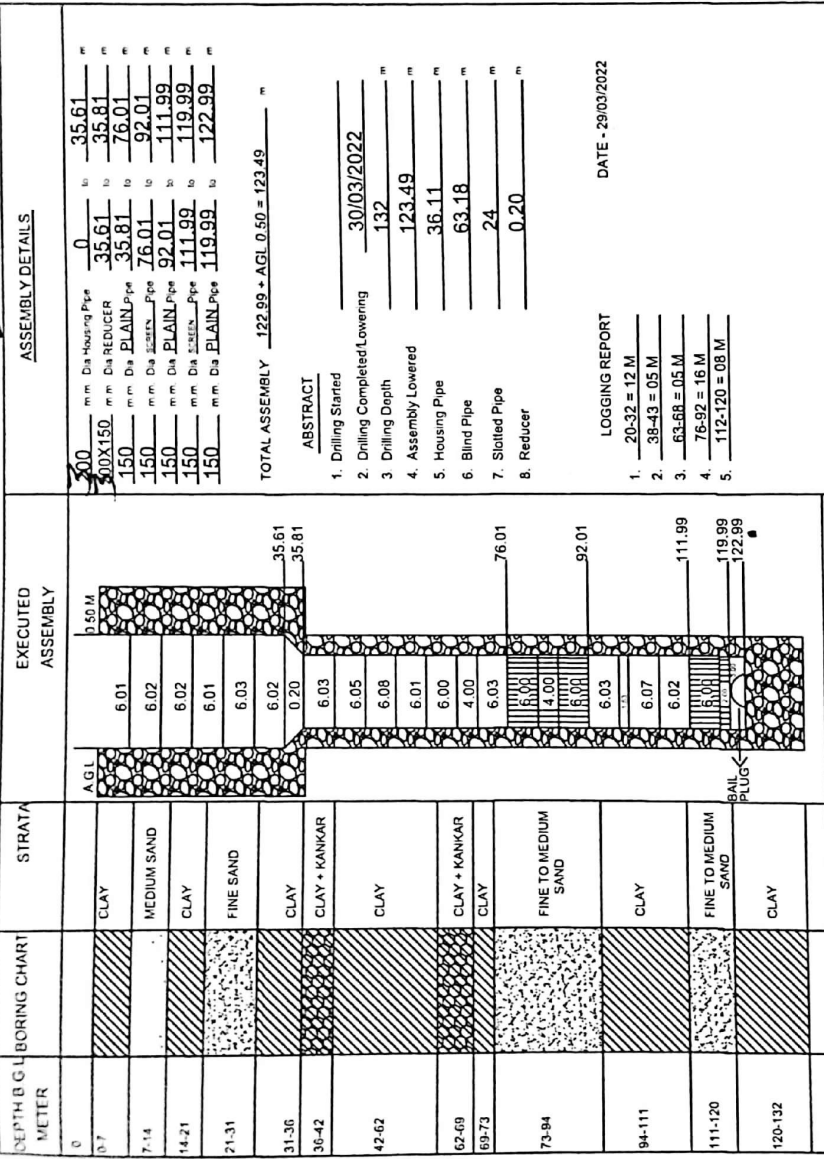 DEPTH B G L
METER
BORING CHART
STRATA
EXECUTED
ASSEMBLY
ASSEMBLY DETAILS
0
0-7
CLAY
7-14
MEDIUM SAND
14-21
CLAY
21-31
FINE SAND
31-36
CLAY
36-42
CLAY + KANKAR
42-62
CLAY
62-69
CLAY + KANKAR
69-73
CLAY
73-94
FINE TO MEDIUM
SAND
94-111
CLAY
111-120
FINE TO MEDIUM
SAND
120-132
CLAY
A.G.L
0.50 M
6.01
6.02
6.02
6.01
6.03
6.02
35.61
0.20
35.81
6.03
6.05
6.08
6.01
6.00
4.00
6.03
76.01
6.00
4.00
6.00
92.01
6.03
6.07
6.02
111.99
6.00
119.99
122.99
BAIL
PLUG
300 m.m. Dia Housing Pipe 0 to 35.61 m
300X150 m.m. Dia REDUCER 35.61 to 35.81 m
150 m.m. Dia PLAIN Pipe 35.81 to 76.01 m
150 m.m. Dia SCREEN Pipe 76.01 to 92.01 m
150 m.m. Dia PLAIN Pipe 92.01 to 111.99 m
150 m.m. Dia SCREEN Pipe 111.99 to 119.99 m
150 m.m. Dia PLAIN Pipe 119.99 to 122.99 m
TOTAL ASSEMBLY 122.99 + AGL 0.50 = 123.49 m
ABSTRACT
1. Drilling Started
2. Drilling Completed/Lowering 30/03/2022
3 Drilling Depth 132 m
4. Assembly Lowered 123.49 m
5. Housing Pipe 36.11 m
6. Blind Pipe 63.18 m
7. Slotted Pipe 24 m
8. Reducer 0.20 m
LOGGING REPORT
1. 20-32 = 12 M
2. 38-43 = 05 M
3. 63-68 = 05 M
4. 76-92 = 16 M
5. 112-120 = 08 M
DATE - 29/03/2022